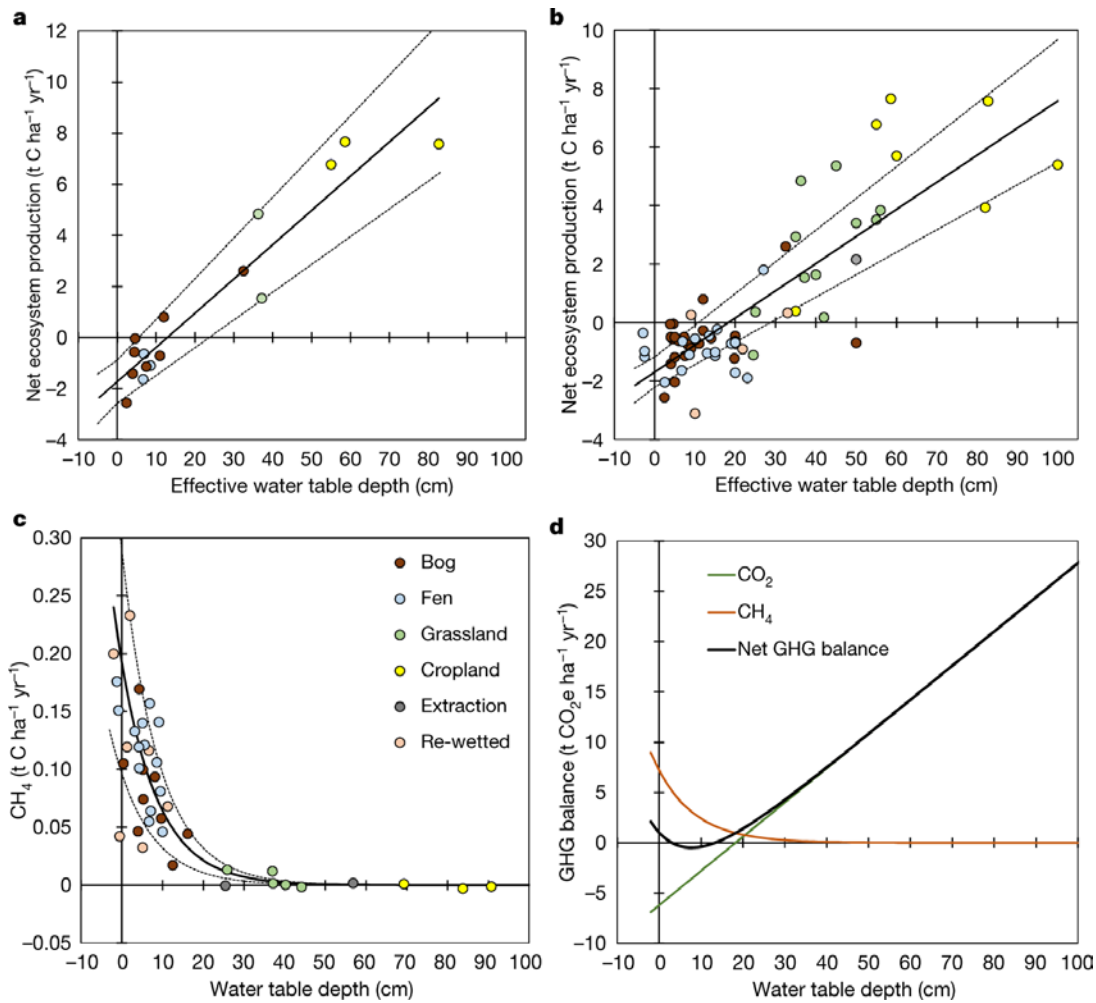 a
Net ecosystem production (t C ha⁻¹ yr⁻¹)
12
10
8
6
4
2
0
−2
−4
−10 0 10 20 30 40 50 60 70 80 90 100
Effective water table depth (cm)
b
Net ecosystem production (t C ha⁻¹ yr⁻¹)
10
8
6
4
2
0
−2
−4
−10 0 10 20 30 40 50 60 70 80 90 100
Effective water table depth (cm)
c
CH₄ (t C ha⁻¹ yr⁻¹)
0.30
0.25
0.20
0.15
0.10
0.05
0
−0.05
−10 0 10 20 30 40 50 60 70 80 90 100
Water table depth (cm)
Bog
Fen
Grassland
Cropland
Extraction
Re-wetted
d
GHG balance (t CO₂e ha⁻¹ yr⁻¹)
30
25
20
15
10
5
0
−5
−10
−10 0 20 40 60 80 100
Water table depth (cm)
CO₂
CH₄
Net GHG balance